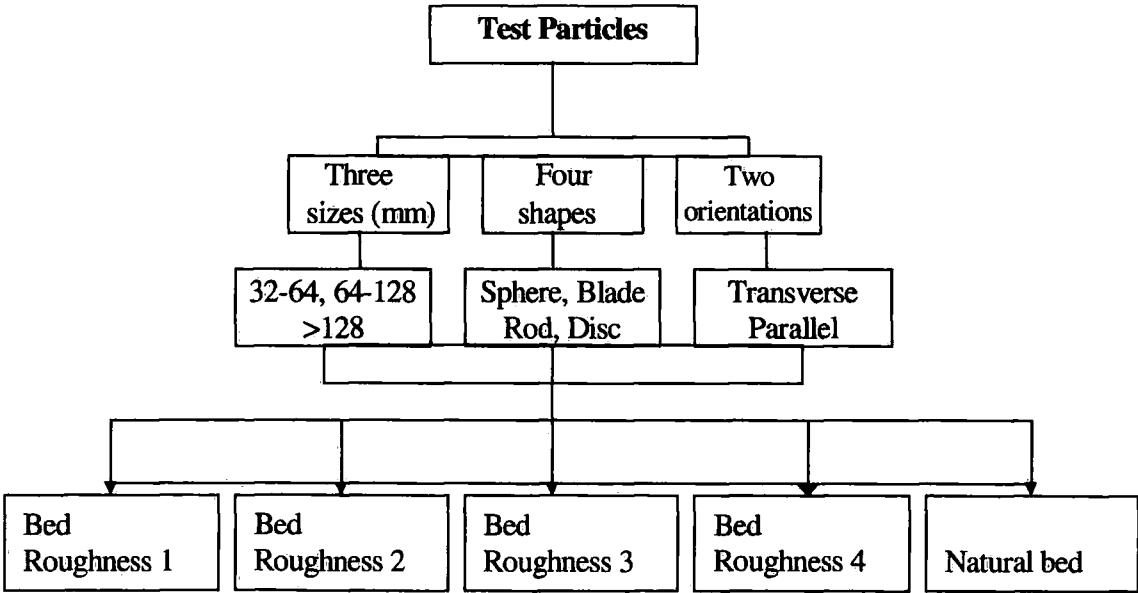 Test Particles
Three
sizes (mm)
Four
shapes
Two
orientations
32-64, 64-128
>128
Sphere, Blade
Rod, Disc
Transverse
Parallel
Bed
Roughness 1
Bed
Roughness 2
Bed
Roughness 3
Bed
Roughness 4
Natural bed